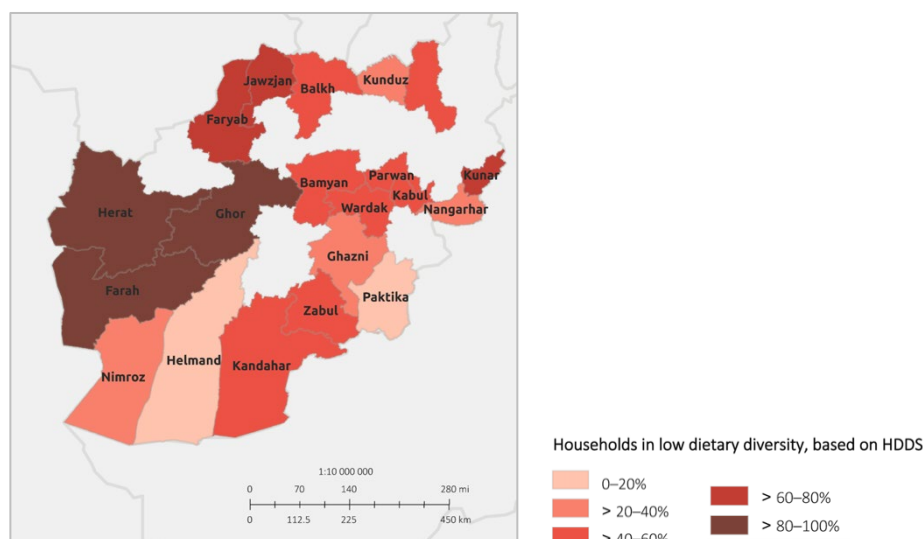 Jawzjan
Balkh
Kunduz
Faryab
Bamyan
Parwan
Kunar
Kabul
Herat
Ghor
Wardak
Nangarhar
Ghazni
Farah
Paktika
Zabul
Helmand
Kandahar
Nimroz
1:10 000 000
0 70 140 280 mi
0 112.5 225 450 km
Households in low dietary diversity, based on HDDS
0–20%
> 20–40%
> 40–60%
> 60–80%
> 80–100%